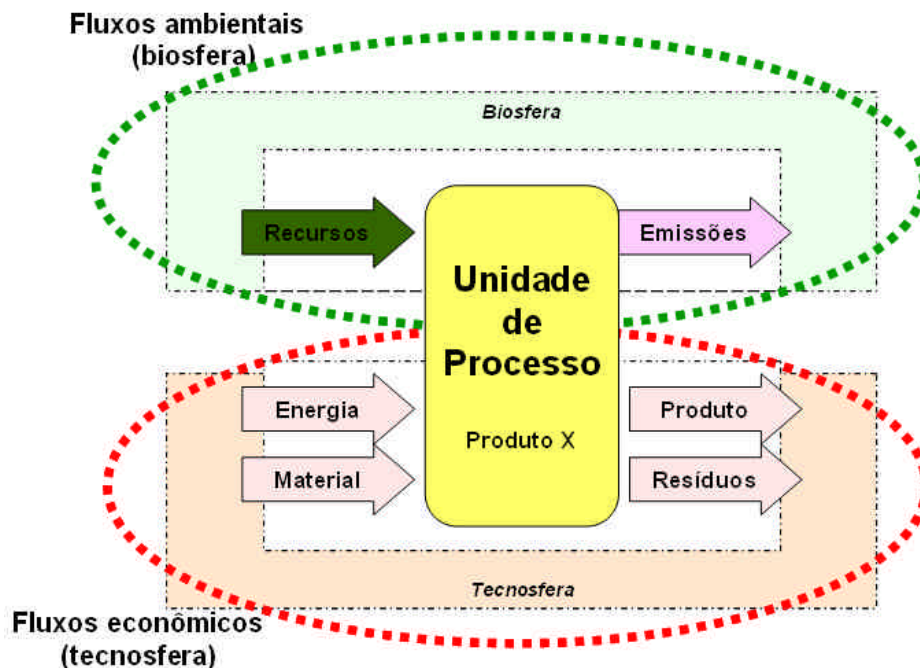 Fluxos ambientais
(biosfera)
Biosfera
Recursos
Emissões
Unidade
de
Processo
Produto X
Energia
Produto
Material
Resíduos
Tecnosfera
Fluxos econômicos
(tecnosfera)